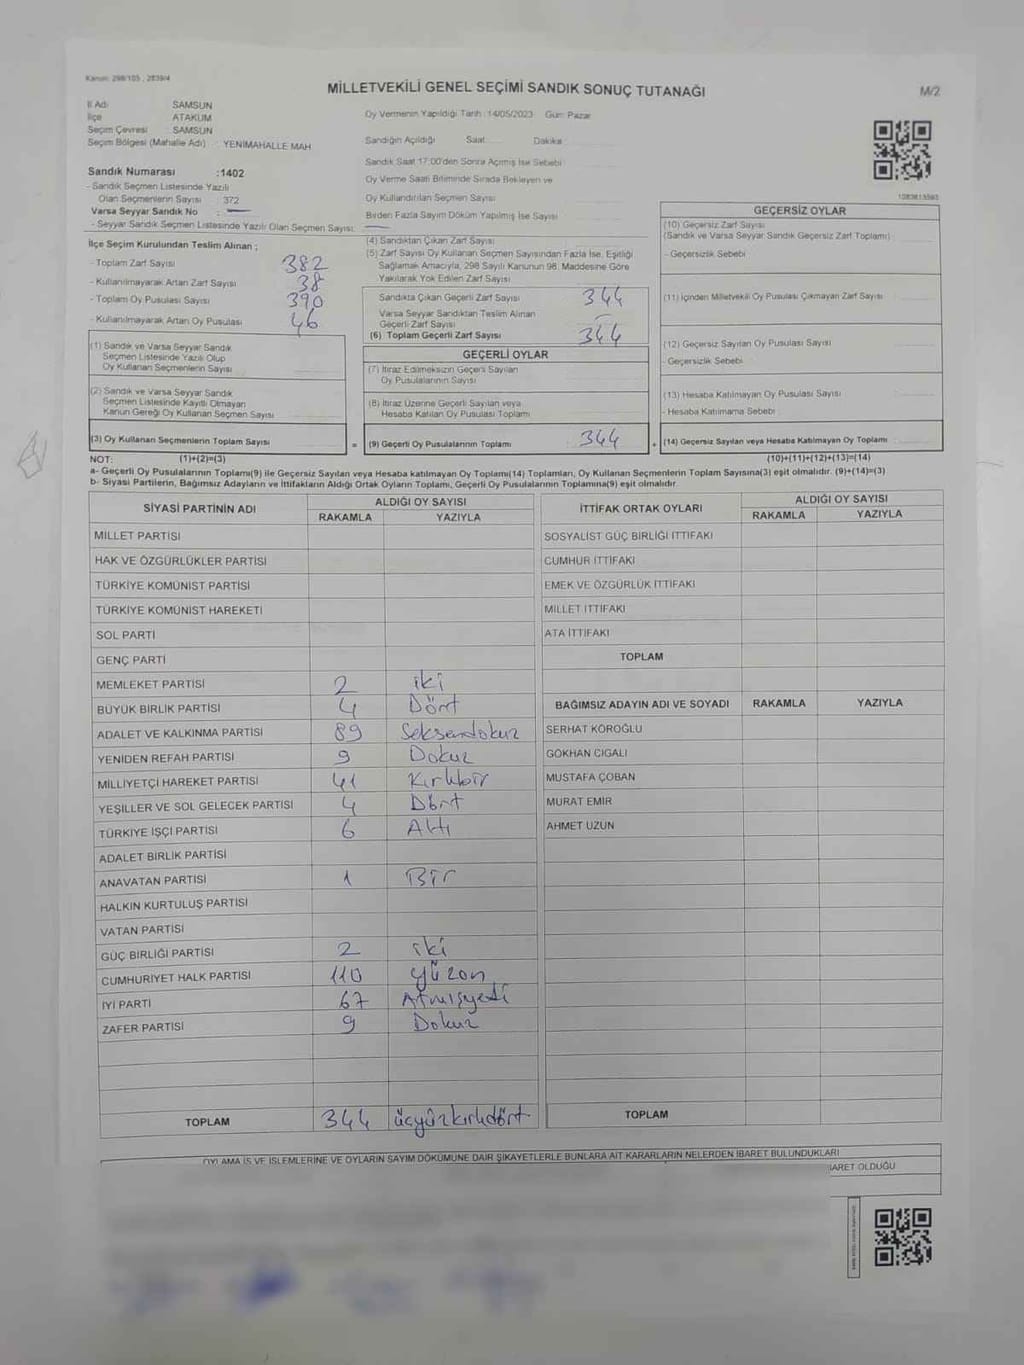 Kanun: 298/105 ; 2839/4
MİLLETVEKİLİ GENEL SEÇİMİ SANDIK SONUÇ TUTANAĞI
M/2
İl Adı SAMSUN
İlçe ATAKUM
Seçim Çevresi : SAMSUN
Seçim Bölgesi (Mahalle Adı) : YENİMAHALLE MAH
Oy Vermenin Yapıldığı Tarih : 14/05/2023 Gün: Pazar
Sandığın Açıldığı Saat Dakika
Sandık Saat 17:00'den Sonra Açımış İse Sebebi
Oy Verme Saati Bitiminde Sırada Bekleyen ve
Oy Kullandırılan Seçmen Sayısı
Birden Fazla Sayım Döküm Yapılmış İse Sayısı
Sandık Numarası :1402
- Sandık Seçmen Listesinde Yazılı
Olan Seçmenlerin Sayısı : 372
Varsa Seyyar Sandık No : —
- Seyyar Sandık Seçmen Listesinde Yazılı Olan Seçmen Sayısı: —
İlçe Seçim Kurulundan Teslim Alınan ;
- Toplam Zarf Sayısı 382
- Kullanılmayarak Artan Zarf Sayısı 38
- Toplam Oy Pusulası Sayısı 390
- Kullanılmayarak Artan Oy Pusulası 46
(1) Sandık ve Varsa Seyyar Sandık
Seçmen Listesinde Yazılı Olup
Oy Kullanan Seçmenlerin Sayısı
(2) Sandık ve Varsa Seyyar Sandık
Seçmen Listesinde Kayıtlı Olmayan
Kanun Gereği Oy Kullanan Seçmen Sayısı
(3) Oy Kullanan Seçmenlerin Toplam Sayısı
(1)+(2)=(3)
(4) Sandıktan Çıkan Zarf Sayısı
(5) Zarf Sayısı Oy Kullanan Seçmen Sayısından Fazla İse, Eşitliği
Sağlamak Amacıyla, 298 Sayılı Kanunun 98. Maddesine Göre
Yakılarak Yok Edilen Zarf Sayısı
Sandıkta Çıkan Geçerli Zarf Sayısı 344
Varsa Seyyar Sandıktan Teslim Alınan
Geçerli Zarf Sayısı —
(6) Toplam Geçerli Zarf Sayısı 344
GEÇERLİ OYLAR
(7) İtiraz Edilmeksizin Geçerli Sayılan
Oy Pusulalarının Sayısı
(8) İtiraz Üzerine Geçerli Sayılan veya
Hesaba Katılan Oy Pusulası Toplamı
= (9) Geçerli Oy Pusulalarının Toplamı 344 +
GEÇERSİZ OYLAR
(10) Geçersiz Zarf Sayısı
(Sandık ve Varsa Seyyar Sandık Geçersiz Zarf Toplamı)
- Geçersizlik Sebebi
(11) İçinden Milletvekili Oy Pusulası Çıkmayan Zarf Sayısı
(12) Geçersiz Sayılan Oy Pusulası Sayısı
- Geçersizlik Sebebi
(13) Hesaba Katılmayan Oy Pusulası Sayısı
- Hesaba Katılmama Sebebi
(14) Geçersiz Sayılan veya Hesaba Katılmayan Oy Toplamı
(10)+(11)+(12)+(13)=(14)
NOT:
a- Geçerli Oy Pusulalarının Toplamı(9) ile Geçersiz Sayılan veya Hesaba katılmayan Oy Toplamı(14) Toplamları, Oy Kullanan Seçmenlerin Toplam Sayısına(3) eşit olmalıdır. (9)+(14)=(3)
b- Siyasi Partilerin, Bağımsız Adayların ve İttifakların Aldığı Ortak Oyların Toplamı, Geçerli Oy Pusulalarının Toplamına(9) eşit olmalıdır.
SİYASİ PARTİNİN ADI ALDIĞI OY SAYISI
RAKAMLA YAZIYLA
MİLLET PARTİSİ
HAK VE ÖZGÜRLÜKLER PARTİSİ
TÜRKİYE KOMÜNİST PARTİSİ
TÜRKİYE KOMÜNİST HAREKETİ
SOL PARTİ
GENÇ PARTİ
MEMLEKET PARTİSİ 2 iki
BÜYÜK BİRLİK PARTİSİ 4 Dört
ADALET VE KALKINMA PARTİSİ 89 Seksendokuz
YENİDEN REFAH PARTİSİ 9 Dokuz
MİLLİYETÇİ HAREKET PARTİSİ 41 Kırkbir
YEŞİLLER VE SOL GELECEK PARTİSİ 4 Dört
TÜRKİYE İŞÇİ PARTİSİ 6 Altı
ADALET BİRLİK PARTİSİ
ANAVATAN PARTİSİ 1 Bir
HALKIN KURTULUŞ PARTİSİ
VATAN PARTİSİ
GÜÇ BİRLİĞİ PARTİSİ 2 iki
CUMHURİYET HALK PARTİSİ 110 yüzon
İYİ PARTİ 67 Atmışyedi
ZAFER PARTİSİ 9 Dokuz
TOPLAM 344 üçyüzkırkdört
İTTİFAK ORTAK OYLARI ALDIĞI OY SAYISI
RAKAMLA YAZIYLA
SOSYALİST GÜÇ BİRLİĞİ İTTİFAKI
CUMHUR İTTİFAKI
EMEK VE ÖZGÜRLÜK İTTİFAKI
MİLLET İTTİFAKI
ATA İTTİFAKI
TOPLAM
BAĞIMSIZ ADAYIN ADI VE SOYADI RAKAMLA YAZIYLA
SERHAT KÖROĞLU
GÖKHAN CIGALI
MUSTAFA ÇOBAN
MURAT EMİR
AHMET UZUN
TOPLAM
OYLAMA İŞ VE İŞLEMLERİNE VE OYLARIN SAYIM DÖKÜMÜNE DAİR ŞİKAYETLERLE BUNLARA AİT KARARLARIN NELERDEN İBARET BULUNDUKLARI
İBARET OLDUĞU